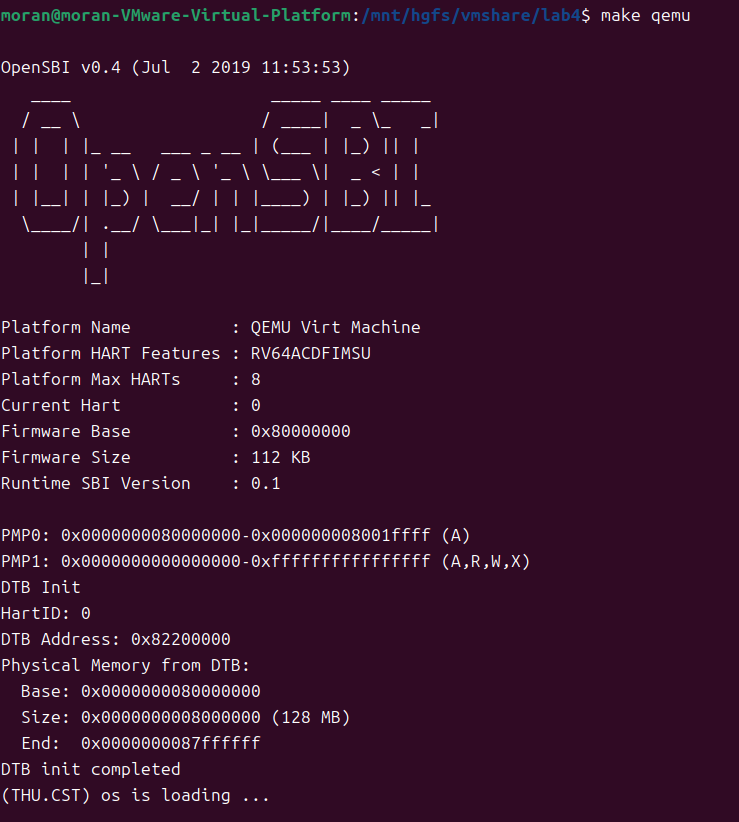 moran@moran-VMware-Virtual-Platform:/mnt/hgfs/vmshare/lab4$ make qemu

OpenSBI v0.4 (Jul  2 2019 11:53:53)
   ____                    _____ ____ _____
  / __ \                  / ____|  _ \_   _|
 | |  | |_ __   ___ _ __ | (___ | |_) || |
 | |  | | '_ \ / _ \ '_ \ \___ \|  _ < | |
 | |__| | |_) |  __/ | | |____) | |_) || |_
  \____/| .__/ \___|_| |_|_____/|____/_____|
        | |
        |_|

Platform Name          : QEMU Virt Machine
Platform HART Features : RV64ACDFIMSU
Platform Max HARTs     : 8
Current Hart           : 0
Firmware Base          : 0x80000000
Firmware Size          : 112 KB
Runtime SBI Version    : 0.1

PMP0: 0x0000000080000000-0x000000008001ffff (A)
PMP1: 0x0000000000000000-0xffffffffffffffff (A,R,W,X)
DTB Init
HartID: 0
DTB Address: 0x82200000
Physical Memory from DTB:
  Base: 0x0000000080000000
  Size: 0x0000000008000000 (128 MB)
  End:  0x0000000087ffffff
DTB init completed
(THU.CST) os is loading ...